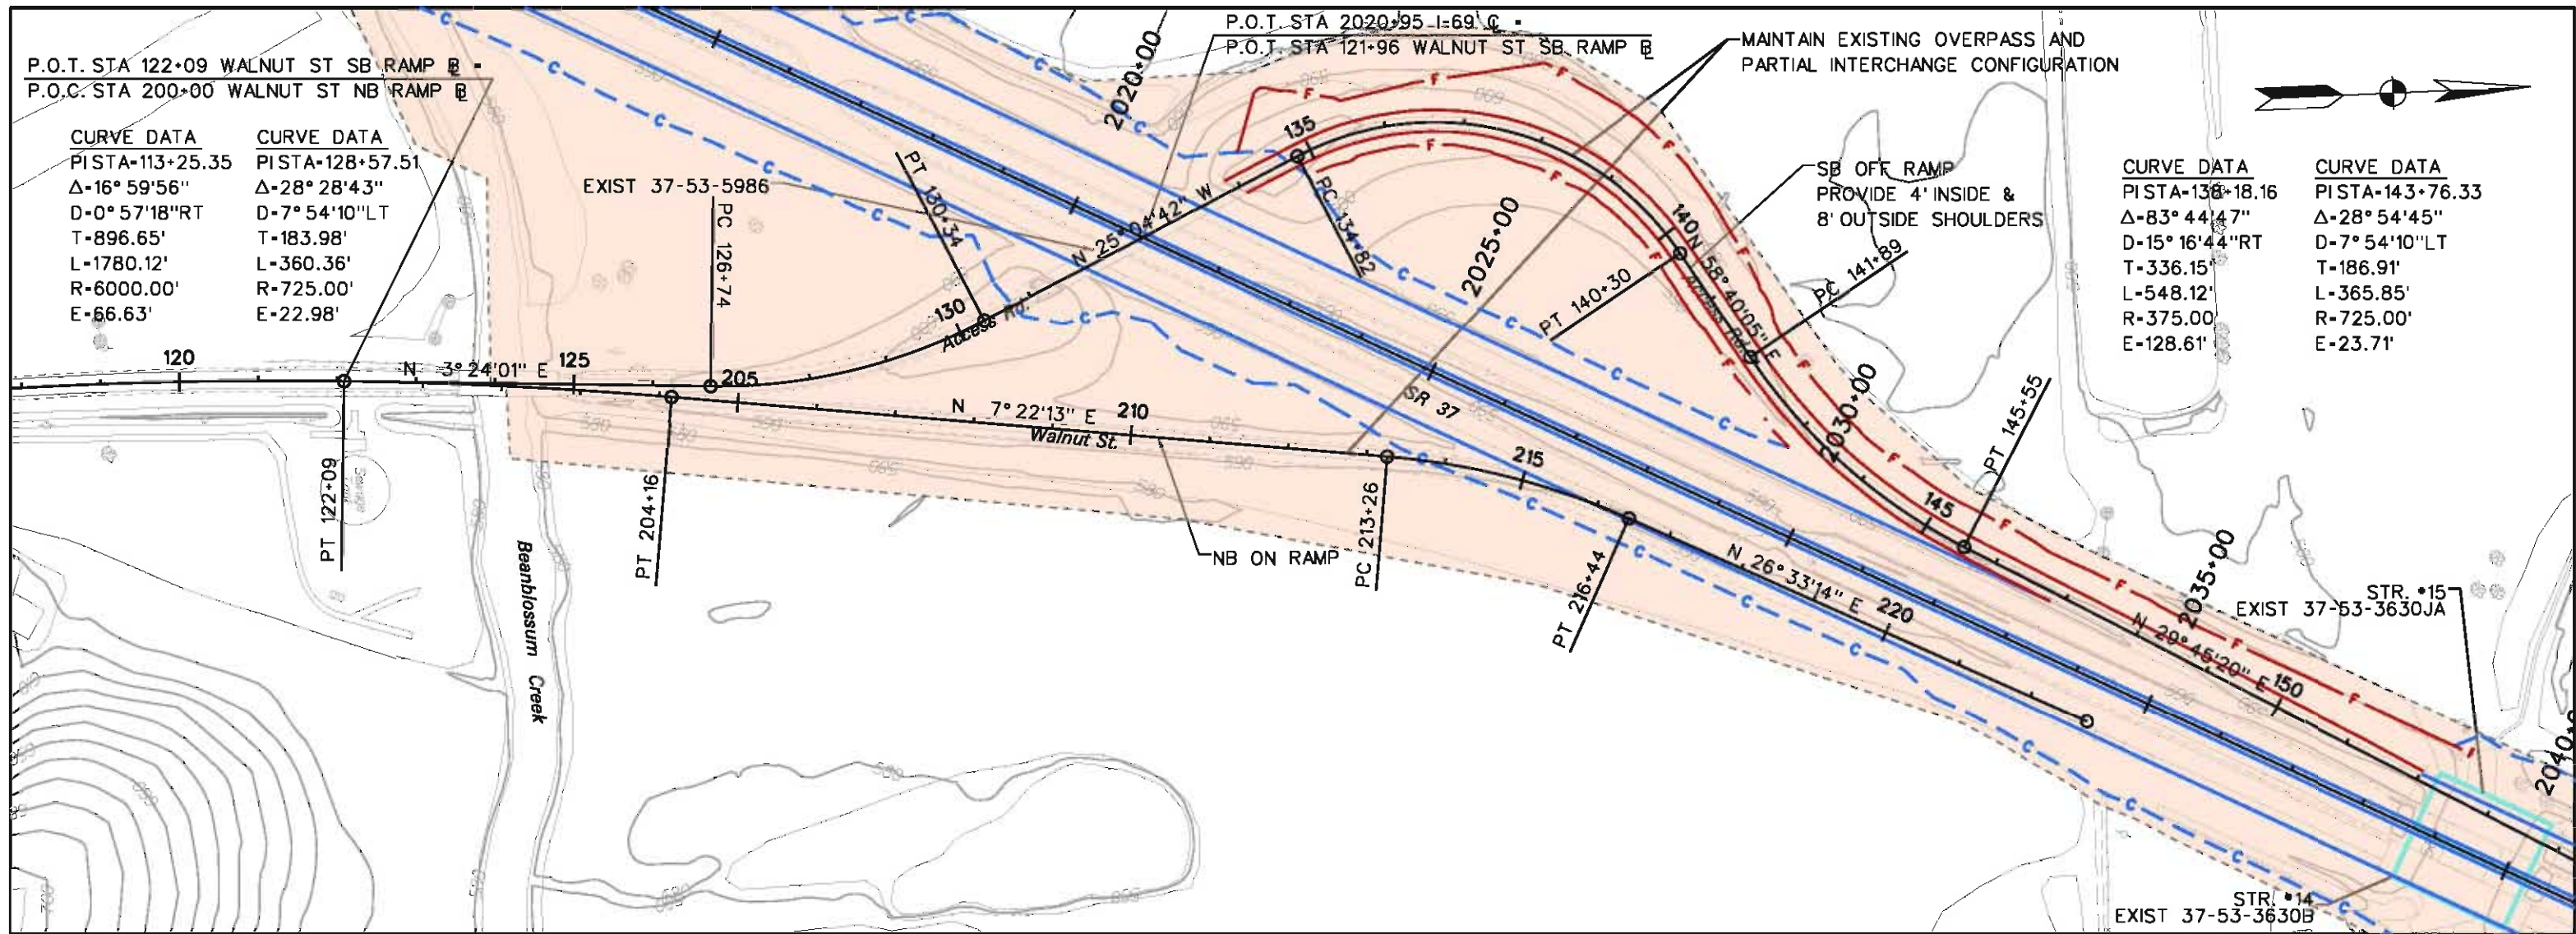 P.O.T. STA 122+09 WALNUT ST SB RAMP ℄ =
P.O.C. STA 200+00 WALNUT ST NB RAMP
P.O.T. STA 2020+95 I-69 ℄ =
P.O.T. STA 121+96 WALNUT ST SB RAMP
MAINTAIN EXISTING OVERPASS AND
PARTIAL INTERCHANGE CONFIGURATION
CURVE DATA
PI STA=113+25.35
Δ=16°59'56"
D=0°57'18"RT
T=896.65'
L=1780.12'
R=6000.00'
E=66.63'
CURVE DATA
PI STA=128+57.51
Δ=28°28'43"
D=7°54'10"LT
T=183.98'
L=360.36'
R=725.00'
E=22.98'
EXIST 37-53-5986
SB OFF RAMP
PROVIDE 4' INSIDE &
8' OUTSIDE SHOULDERS
CURVE DATA
PI STA=138+18.16
Δ=83°44'47"
D=15°16'44"RT
T=336.15'
L=548.12'
R=375.00'
E=128.61'
CURVE DATA
PI STA=143+76.33
Δ=28°54'45"
D=7°54'10"LT
T=186.91'
L=365.85'
R=725.00'
E=23.71'
2020+00
2025+00
2030+00
2035+00
120
125
130
135
140
145
150
205
210
215
220
N 3°24'01" E
N 25°04'42" W
N 58°40'05" E
N 7°22'13" E
N 26°33'14" E
N 29°45'20" E
PT 122+09
PC 126+74
PT 130+34
PC 134+82
PT 140+30
PC 141+89
PT 145+55
PT 204+16
PC 213+26
PT 216+44
Access Rd.
Access Rd.
Walnut St.
SR 37
NB ON RAMP
Beanblossum Creek
STR. #15
EXIST 37-53-3630JA
STR. #14
EXIST 37-53-3630B